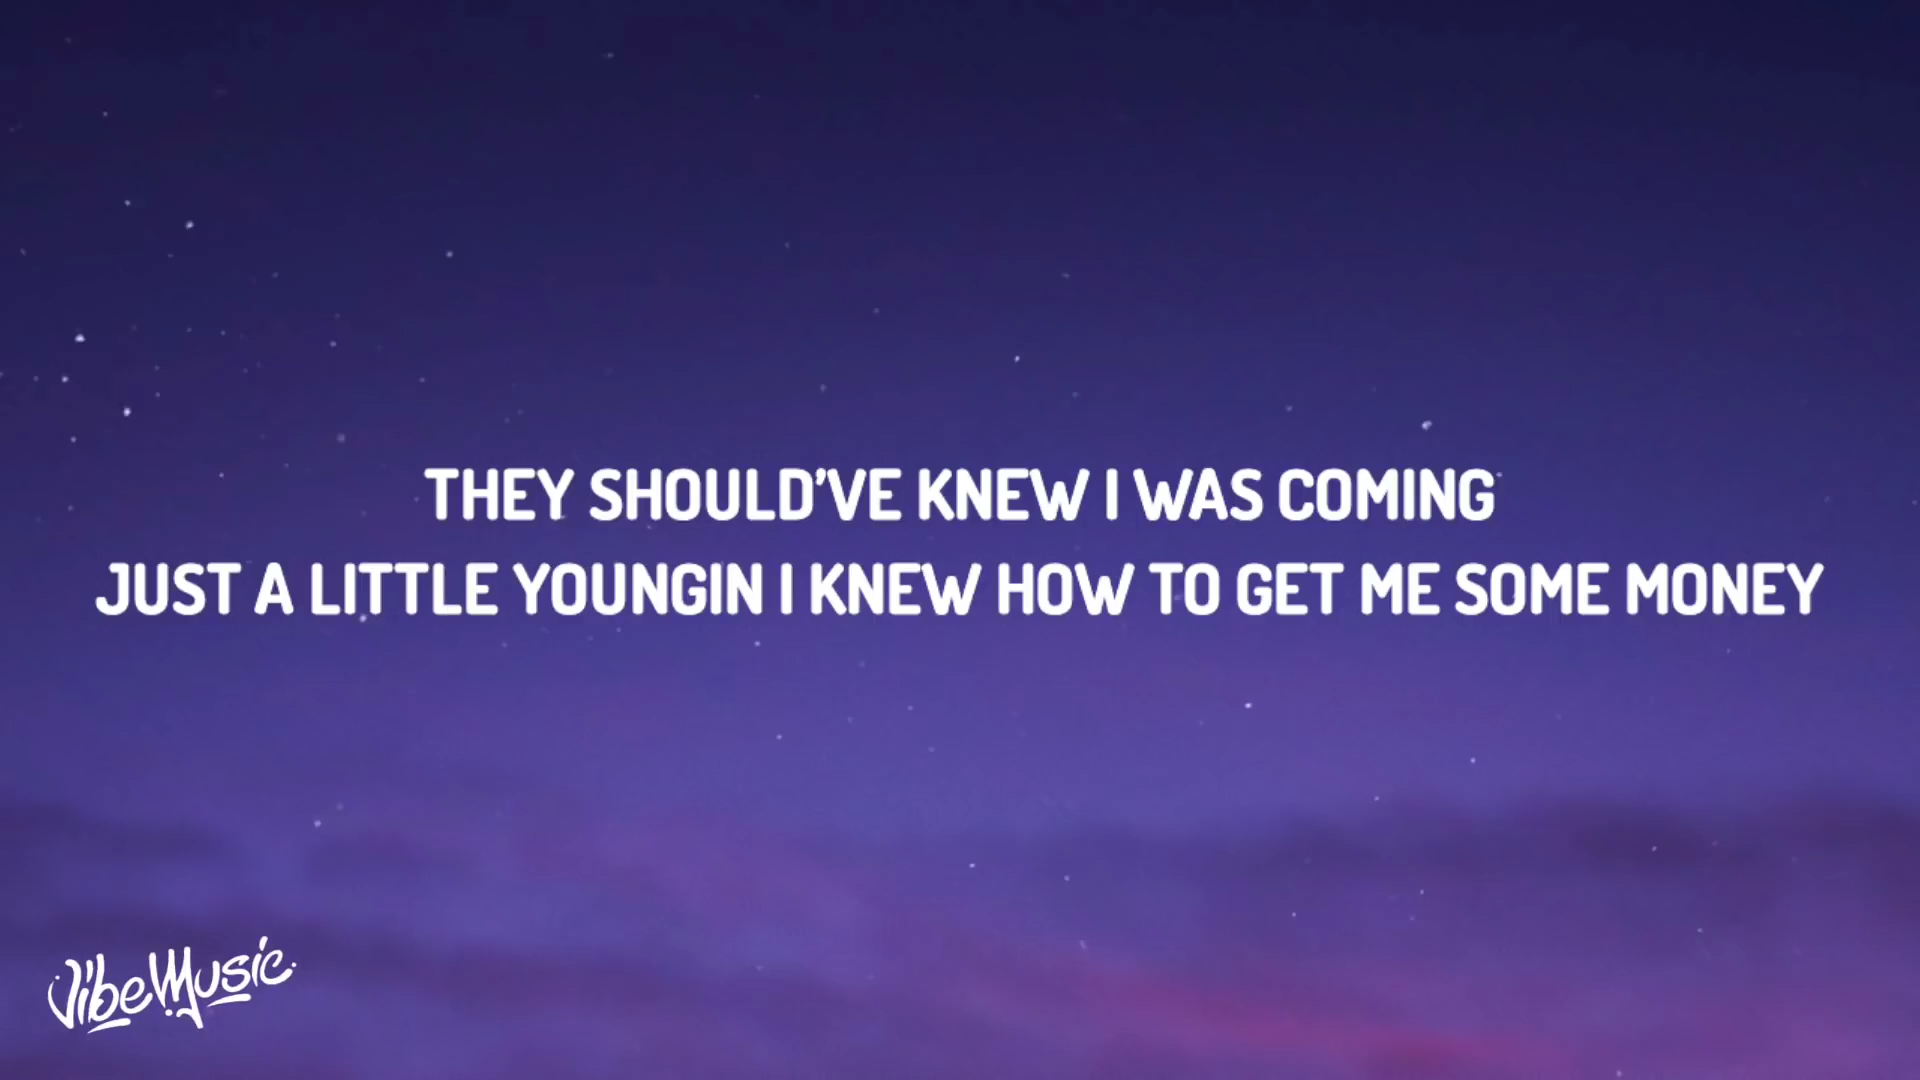 THEY SHOULD'VE KNEW I WAS COMING
JUST A LITTLE YOUNGIN I KNEW HOW TO GET ME SOME MONEY
VibeMusic